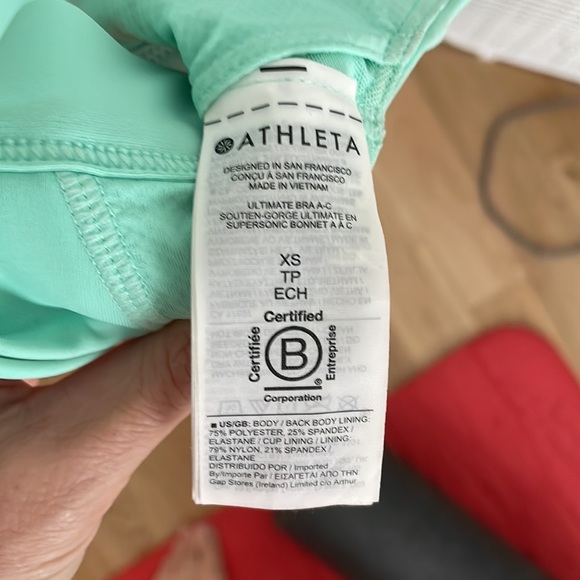 ATHLETA
DESIGNED IN SAN FRANCISCO
CONÇU À SAN FRANCISCO
MADE IN VIETNAM
ULTIMATE BRA A-C
SOUTIEN-GORGE ULTIMATE EN
SUPERSONIC BONNET A À C
XS
TP
ECH
Certified
Certifiée
B
Entreprise
®
Corporation
■ US/GB: BODY / BACK BODY LINING:
75% POLYESTER, 25% SPANDEX /
ELASTANE / CUP LINING / LINING:
79% NYLON, 21% SPANDEX /
ELASTANE
DISTRIBUIDO POR / Imported
By/Importe Par / ΕΙΣΑΓΕΤΑΙ ΑΠΟ ΤΗΝ
Gap Stores (Ireland) Limited c/o Arthur